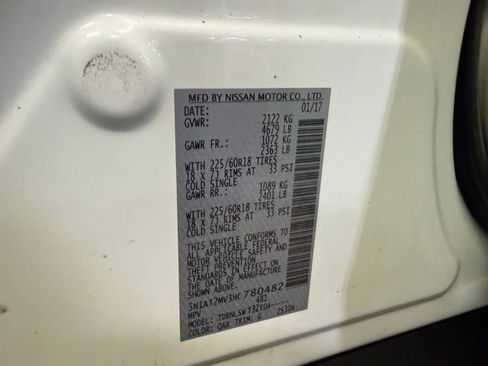 MFD BY NISSAN MOTOR CO., LTD.
DATE: 01/17
GVWR: 2122 KG
4679 LB
GAWR FR.: 1072 KG
2363 LB
WITH 225/60R18 TIRES
18 X 7J RIMS AT 33 PSI
COLD SINGLE
GAWR RR.: 1089 KG
2401 LB
WITH 225/60R18 TIRES
18 X 7J RIMS AT 33 PSI
COLD SINGLE
THIS VEHICLE CONFORMS TO
ALL APPLICABLE FEDERAL
MOTOR VEHICLE SAFETY AND
THEFT PREVENTION STANDARDS
IN EFFECT ON THE DATE OF
MANUFACTURE SHOWN ABOVE.
5N1AT2MV3HC780482
MPV 481
MODEL:
COLOR: QAB TRIM: G